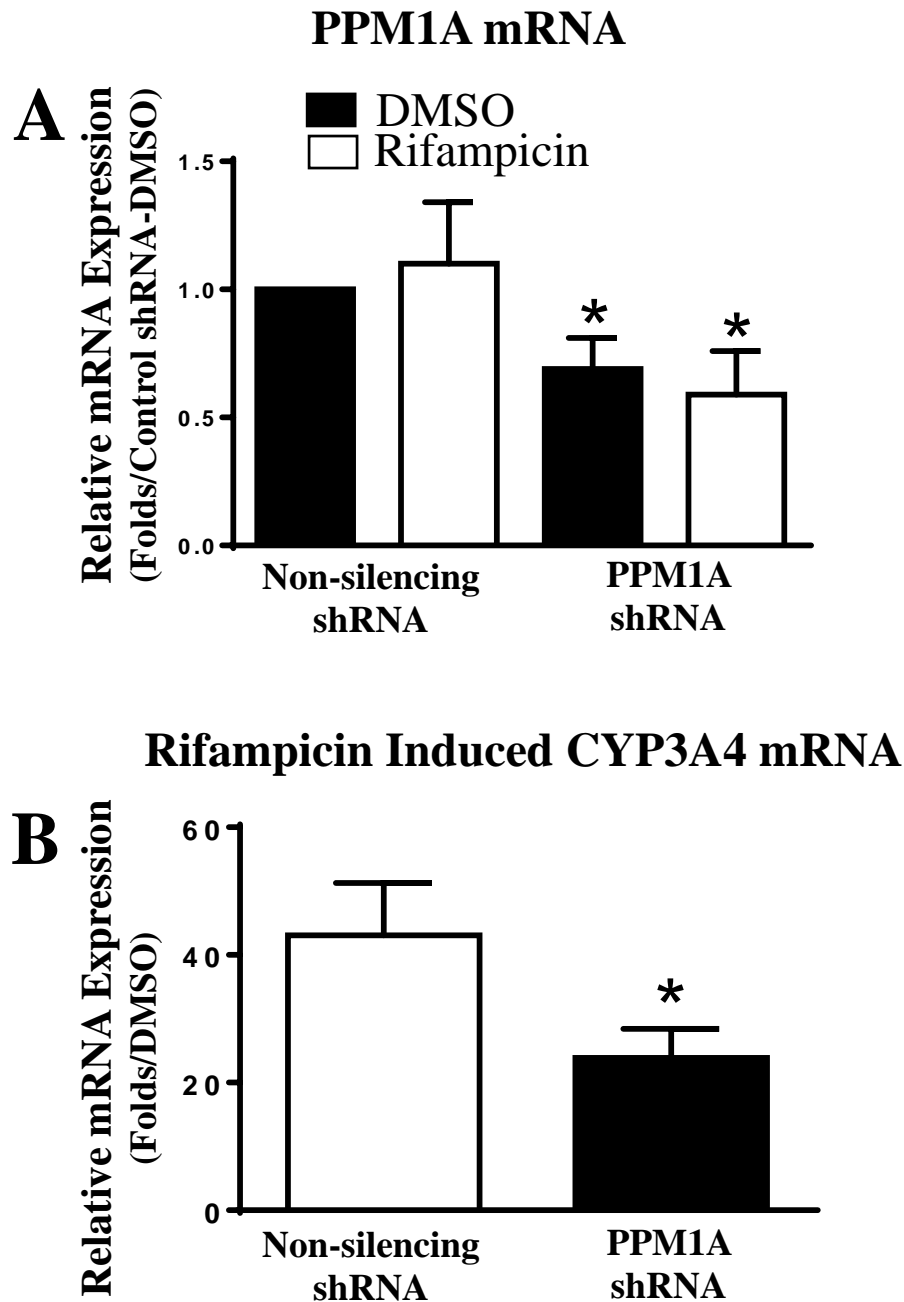 PPM1A mRNA
A
DMSO
Rifampicin
Relative mRNA Expression
(Folds/Control shRNA-DMSO)
1.5
1.0
0.5
0.0
*
*
Non-silencing
shRNA
PPM1A
shRNA
Rifampicin Induced CYP3A4 mRNA
B
Relative mRNA Expression
(Folds/DMSO)
60
40
20
0
*
Non-silencing
shRNA
PPM1A
shRNA